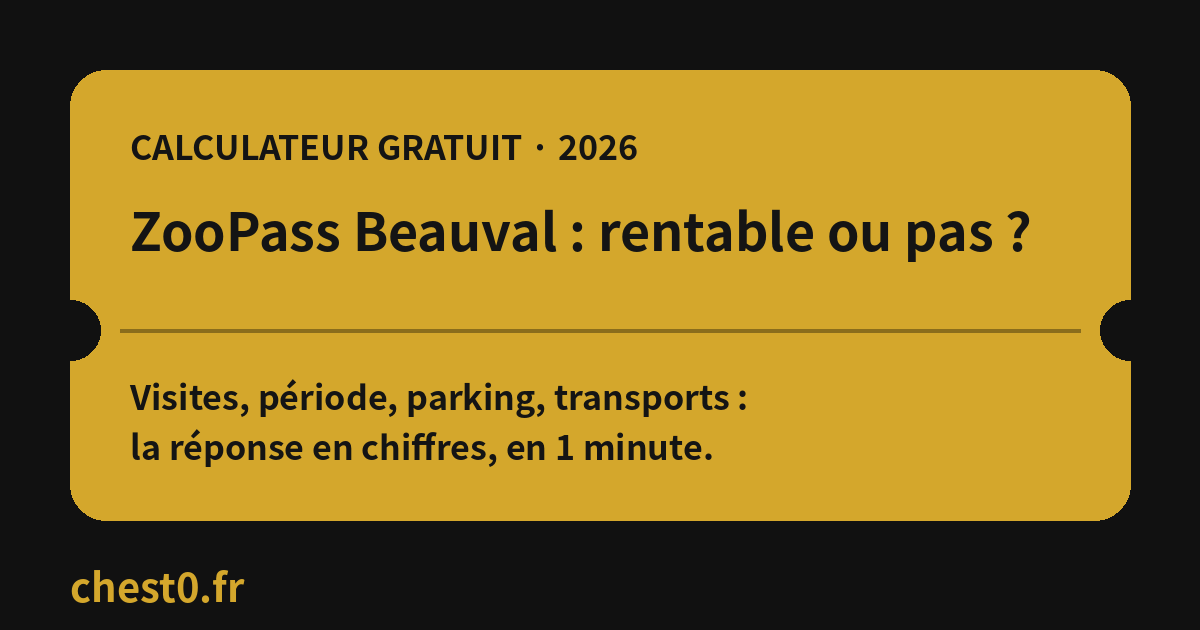 CALCULATEUR GRATUIT · 2026
ZooPass Beauval : rentable ou pas ?
Visites, période, parking, transports :
la réponse en chiffres, en 1 minute.
chest0.fr